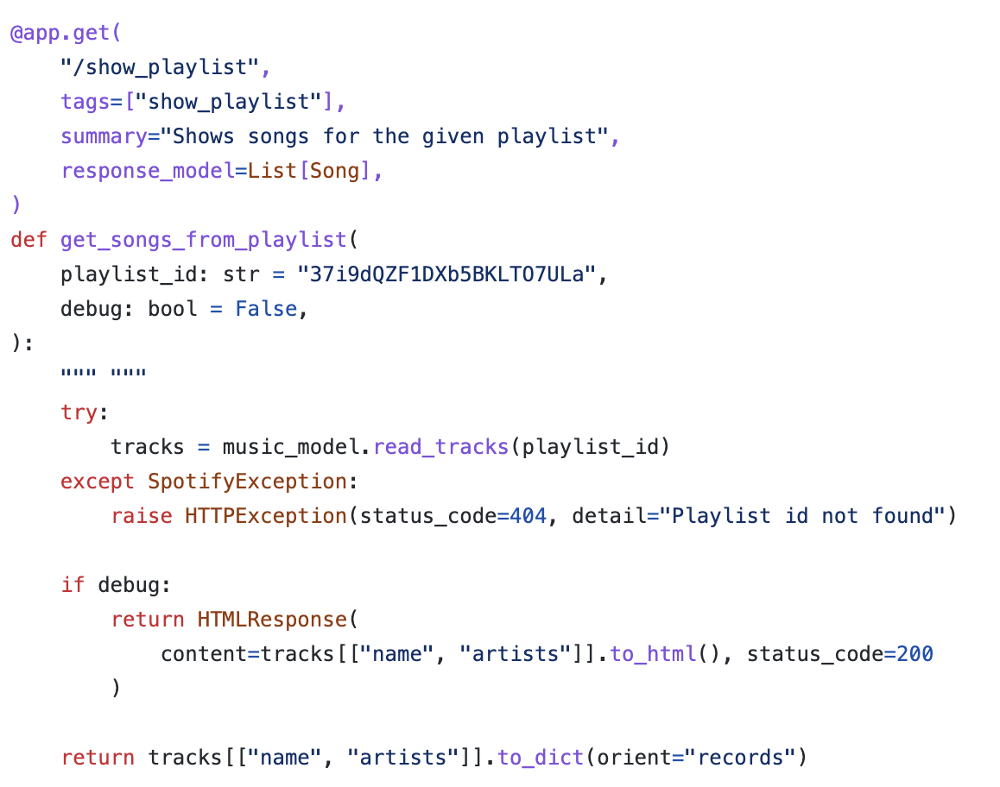 @app.get(
    "/show_playlist",
    tags=["show_playlist"],
    summary="Shows songs for the given playlist",
    response_model=List[Song],
)
def get_songs_from_playlist(
    playlist_id: str = "37i9dQZF1DXb5BKLTO7ULa",
    debug: bool = False,
):
    """ """
    try:
        tracks = music_model.read_tracks(playlist_id)
    except SpotifyException:
        raise HTTPException(status_code=404, detail="Playlist id not found")

    if debug:
        return HTMLResponse(
            content=tracks[["name", "artists"]].to_html(), status_code=200
        )

    return tracks[["name", "artists"]].to_dict(orient="records")